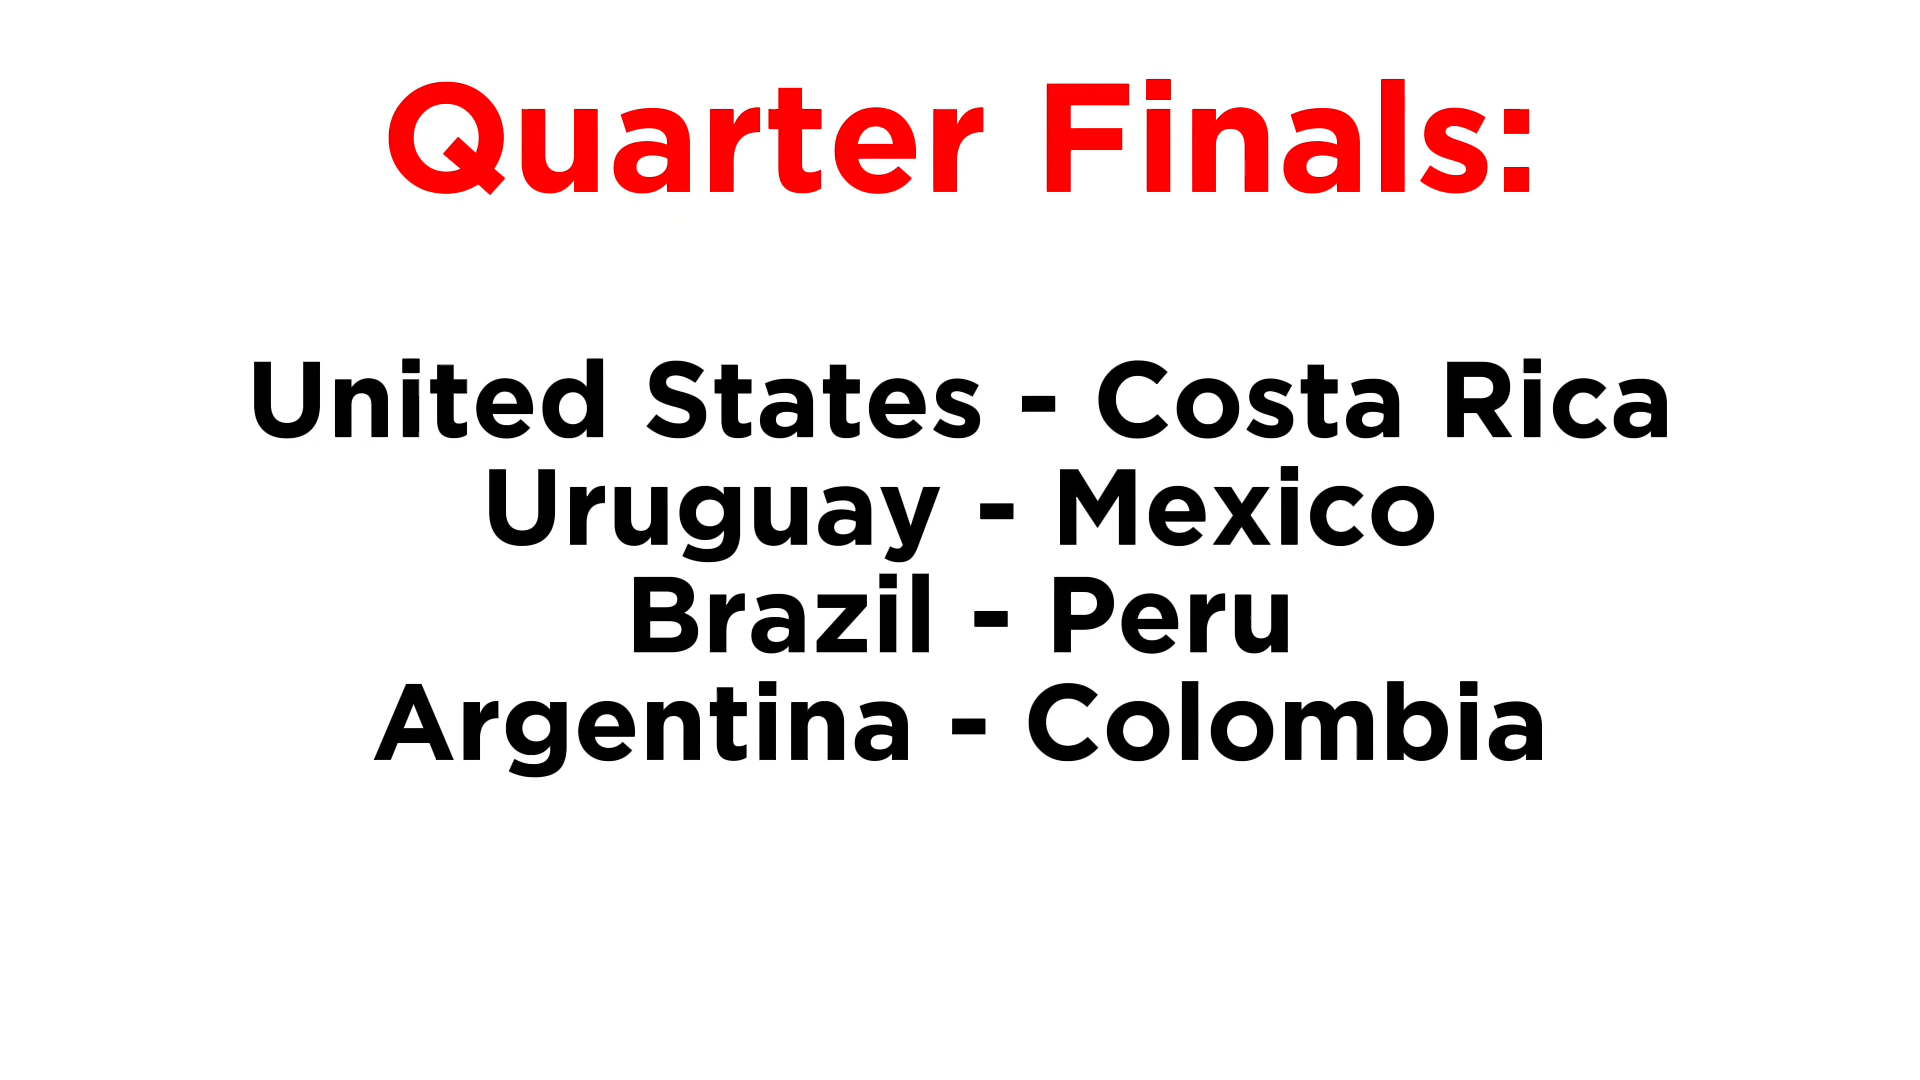 Quarter Finals:
United States - Costa Rica
Uruguay - Mexico
Brazil - Peru
Argentina - Colombia